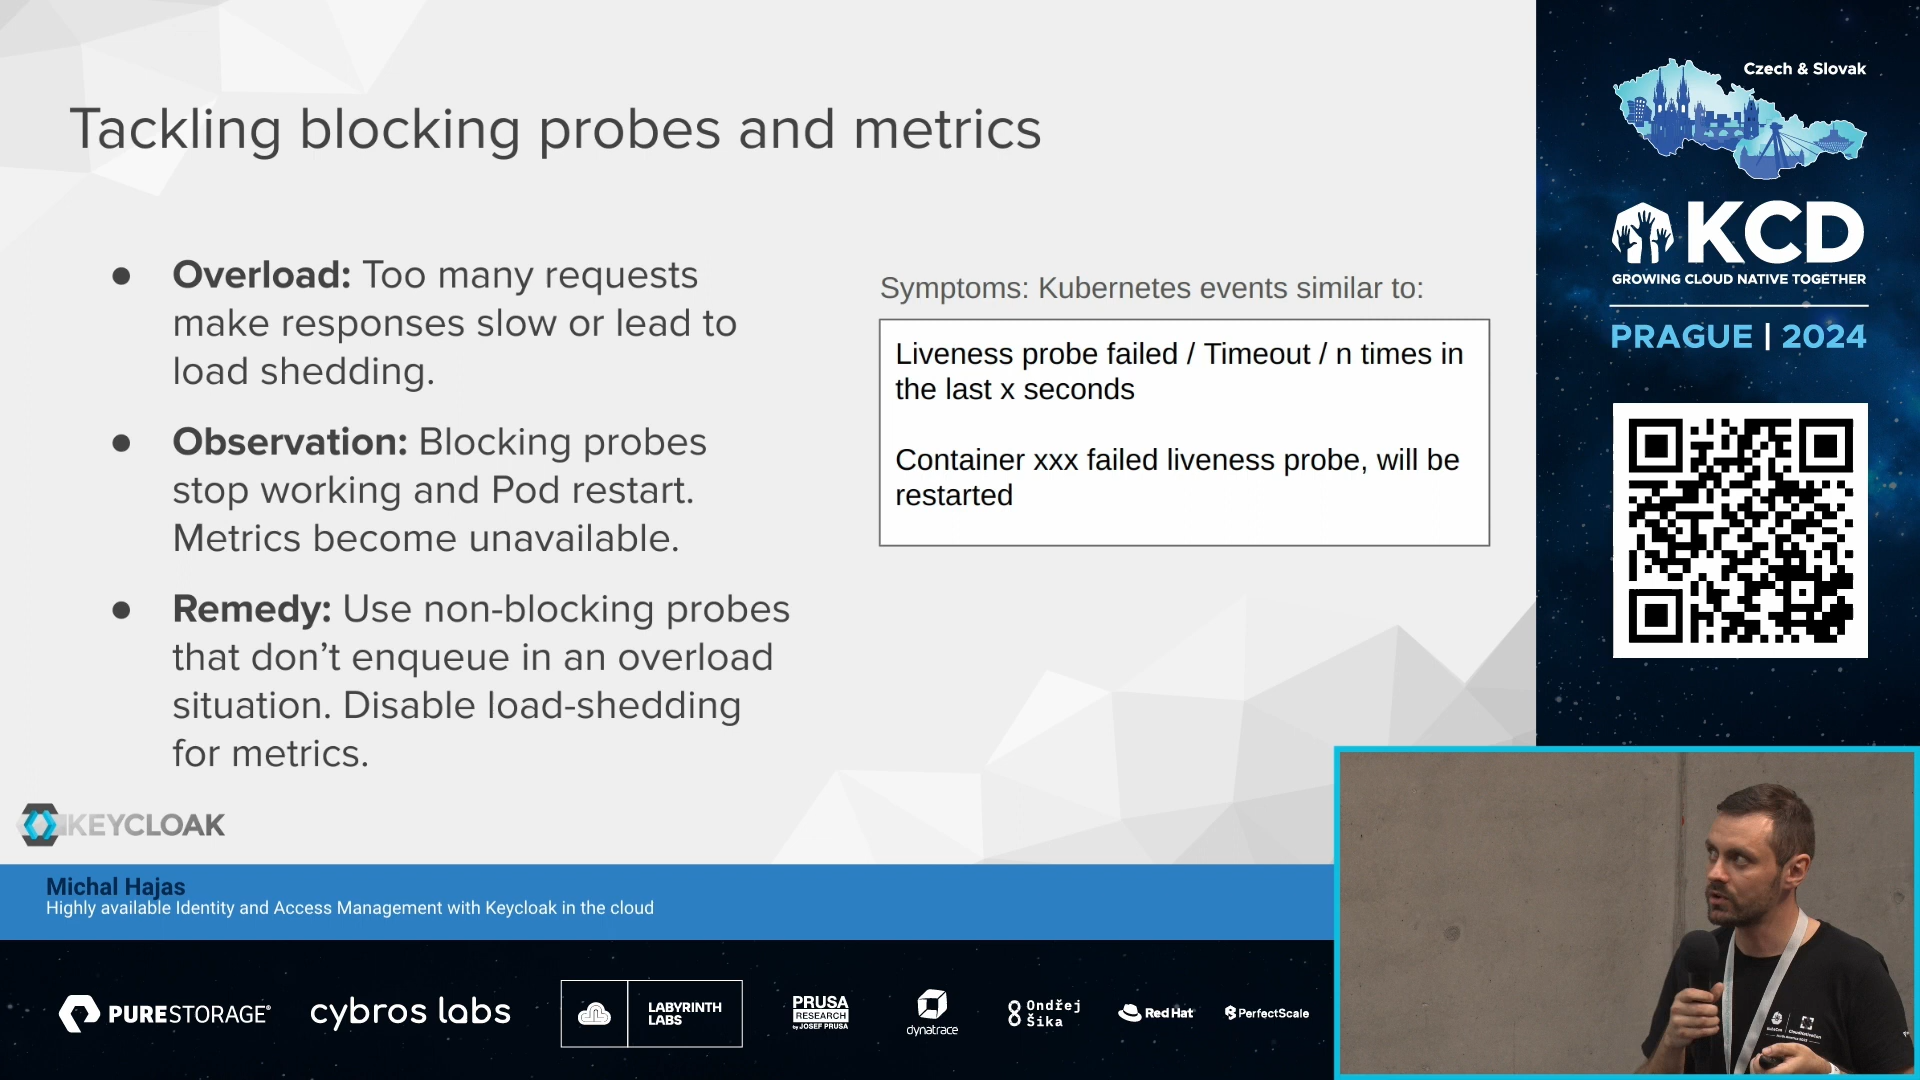 Tackling blocking probes and metrics
● Overload: Too many requests
make responses slow or lead to
load shedding.
● Observation: Blocking probes
stop working and Pod restart.
Metrics become unavailable.
● Remedy: Use non-blocking probes
that don’t enqueue in an overload
situation. Disable load-shedding
for metrics.
Symptoms: Kubernetes events similar to:
Liveness probe failed / Timeout / n times in
the last x seconds
Container xxx failed liveness probe, will be
restarted
KEYCLOAK
Czech & Slovak
KCD
GROWING CLOUD NATIVE TOGETHER
PRAGUE | 2024
Michal Hajas
Highly available Identity and Access Management with Keycloak in the cloud
PURESTORAGE®
cybros labs
LABYRINTH
LABS
PRUSA
RESEARCH
by JOSEF PRUSA
dynatrace
Ondřej
Šika
Red Hat
PerfectScale